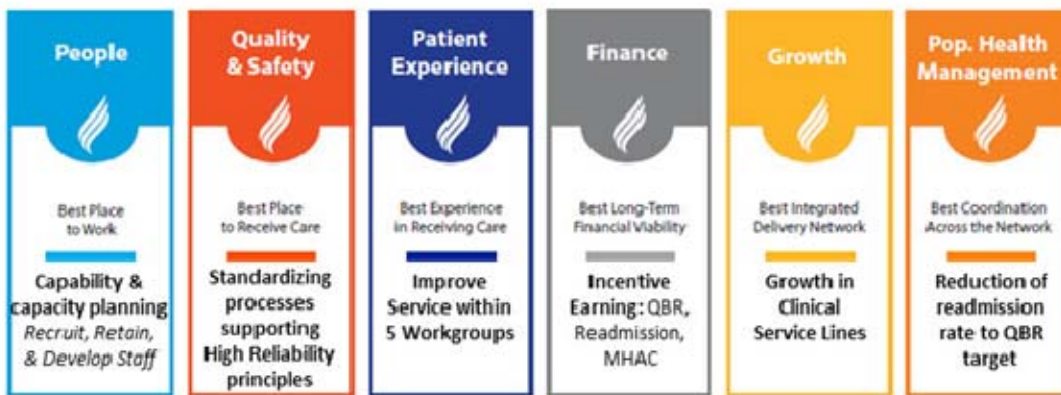 People
Best Place
to Work
Capability &
capacity planning
Recruit, Retain,
& Develop Staff
Quality
& Safety
Best Place
to Receive Care
Standardizing
processes
supporting
High Reliability
principles
Patient
Experience
Best Experience
in Receiving Care
Improve
Service within
5 Workgroups
Finance
Best Long-Term
Financial Viability
Incentive
Earning: QBR,
Readmission,
MHAC
Growth
Best Integrated
Delivery Network
Growth in
Clinical
Service Lines
Pop. Health
Management
Best Coordination
Across the Network
Reduction of
readmission
rate to QBR
target